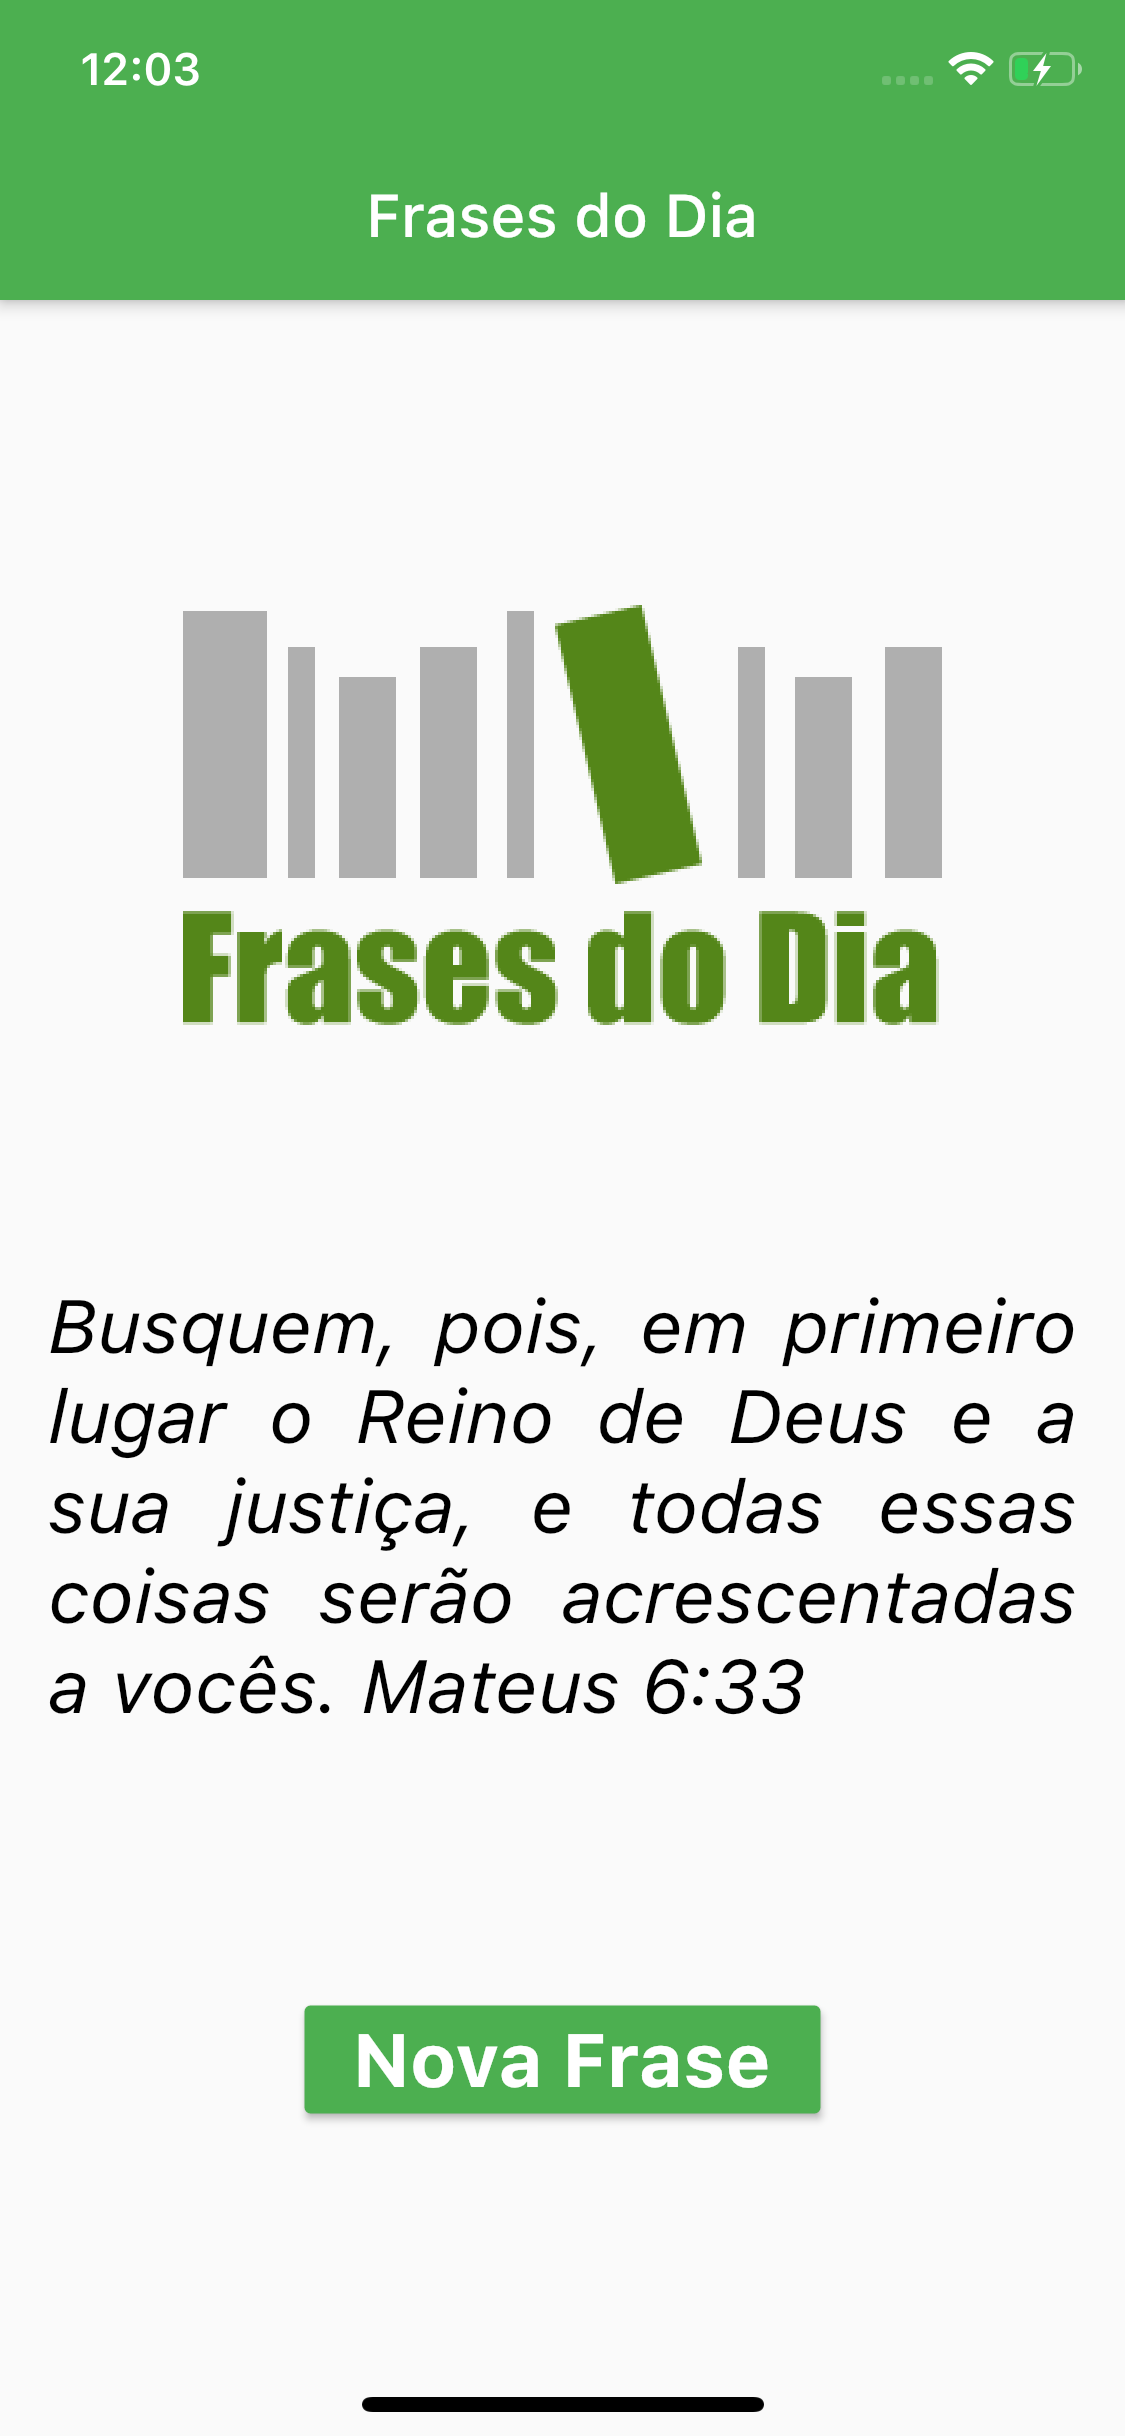 12:03
Frases do Dia
Frases do Dia
Busquem, pois, em primeiro
lugar o Reino de Deus e a
sua justiça, e todas essas
coisas serão acrescentadas
a vocês. Mateus 6:33
Nova Frase